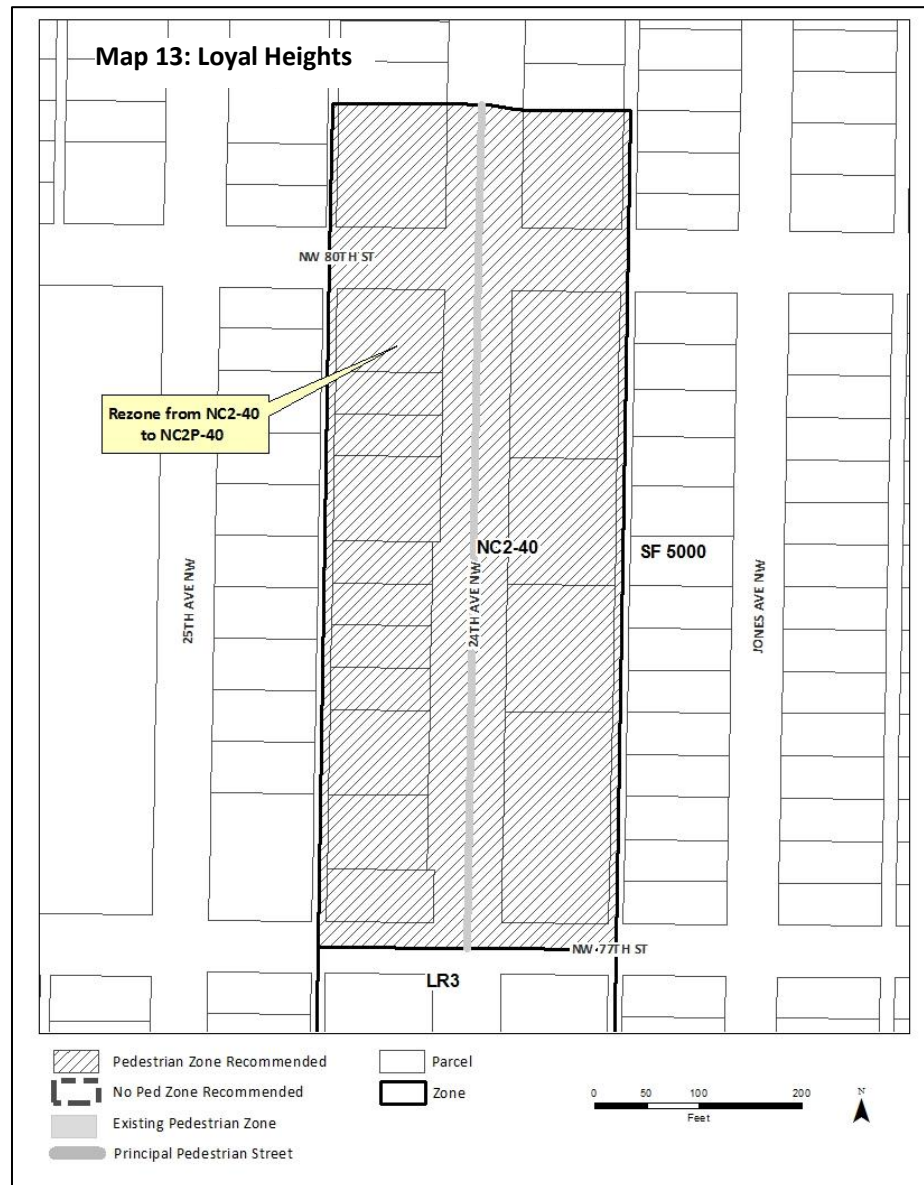 Map 13: Loyal Heights
NW 80TH ST
Rezone from NC2-40
to NC2P-40
NC2-40
SF 5000
25TH AVE NW
24TH AVE NW
JONES AVE NW
NW 77TH ST
LR3
Pedestrian Zone Recommended
Parcel
No Ped Zone Recommended
Zone
Existing Pedestrian Zone
Principal Pedestrian Street
0 50 100 200
Feet
N